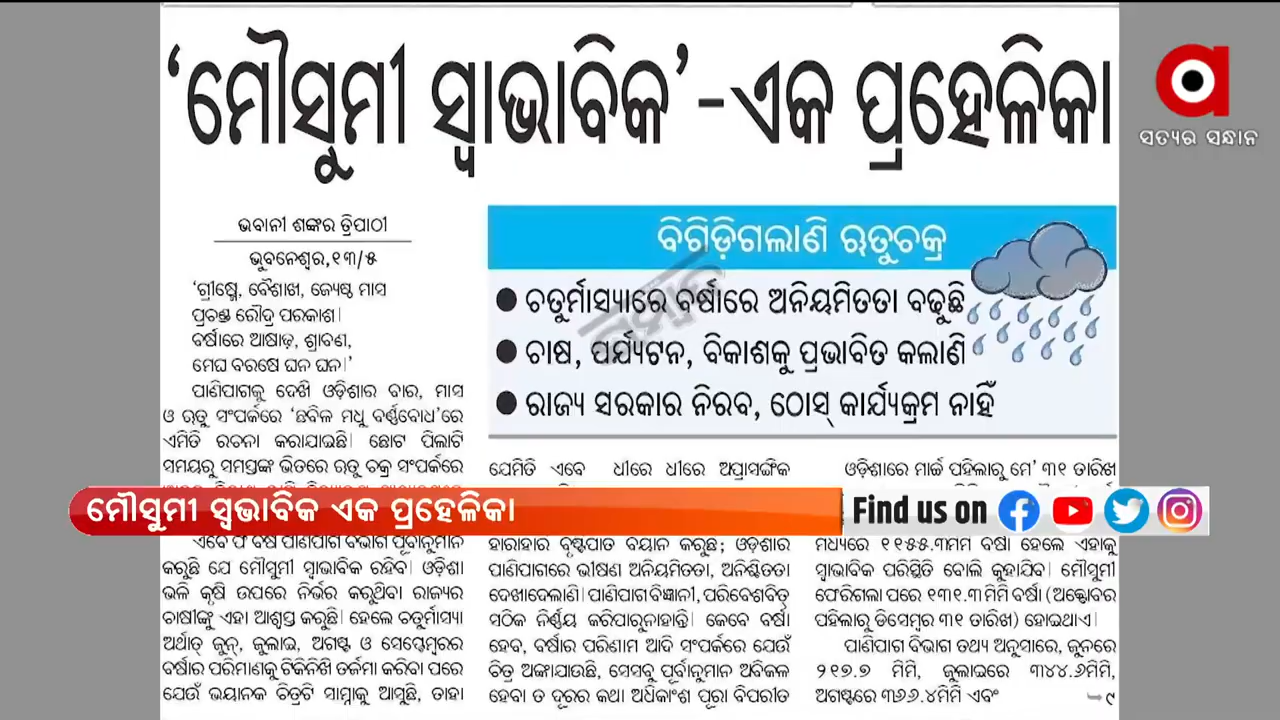 ‘ମୌସୁମୀ ସ୍ୱାଭାବିକ’ -ଏକ ପ୍ରହେଳିକା
ସତ୍ୟର ସନ୍ଧାନ
ଭବାନୀ ଶଙ୍କର ତ୍ରିପାଠୀ
ଭୁବନେଶ୍ୱର,୧୩/୫
‘ଗ୍ରୀଷ୍ମେ, ବୈଶାଖ, ଜ୍ୟେଷ୍ଠ ମାସ
ପ୍ରଚଣ୍ଡ ରୌଦ୍ର ପରକାଶ।
ବର୍ଷାରେ ଆଷାଢ଼, ଶ୍ରାବଣ,
ମେଘ ବରଷେ ଘନ ଘନ।’
ପାଣିପାଗକୁ ଦେଖି ଓଡ଼ିଶାର ବାର, ମାସ
ଓ ଋତୁ ସଂପର୍କରେ ‘ଛବିଳ ମଧୁ ବର୍ଣ୍ଣବୋଧ’ରେ
ଏମିତି ରଚନା କରାଯାଇଛି। ଛୋଟ ପିଲାଟି
ସମୟରୁ ସମସ୍ତଙ୍କ ଭିତରେ ଋତୁ ଚକ୍ର ସଂପର୍କରେ
ଏବେ ଫି ବର୍ଷ ପାଣିପାଗ ବିଭାଗ ପୂର୍ବାନୁମାନ
କରୁଛି ଯେ ମୌସୁମୀ ସ୍ୱାଭାବିକ ରହିବ। ଓଡ଼ିଶା
ଭଳି କୃଷି ଉପରେ ନିର୍ଭର କରୁଥିବା ରାଜ୍ୟର
ଚାଷୀଙ୍କୁ ଏହା ଆଶ୍ୱସ୍ତ କରୁଛି। ହେଲେ ଚତୁର୍ମାସ୍ୟା
ଅର୍ଥାତ୍ ଜୁନ୍, ଜୁଲାଇ, ଅଗଷ୍ଟ ଓ ସେପ୍ଟେମ୍ବରର
ବର୍ଷାର ପରିମାଣକୁ ଟିକିନିଖି ତର୍ଜମା କରିବା ପରେ
ଯେଉଁ ଭୟାନକ ଚିତ୍ରଟି ସାମ୍ନାକୁ ଆସୁଛି, ତାହା
ବିଗିଡ଼ିଗଲାଣି ଋତୁଚକ୍ର
● ଚତୁର୍ମାସ୍ୟାରେ ବର୍ଷାରେ ଅନିୟମିତତା ବଢୁଛି
● ଚାଷ, ପର୍ଯ୍ୟଟନ, ବିକାଶକୁ ପ୍ରଭାବିତ କଲାଣି
● ରାଜ୍ୟ ସରକାର ନିରବ, ଠୋସ୍ କାର୍ଯ୍ୟକ୍ରମ ନାହିଁ
ଯେମିତି ଏବେ ଧୀରେ ଧୀରେ ଅପ୍ରାସଙ୍ଗିକ
ହାରାହାର ବୃଷ୍ଟିପାତ ବୟାନ କରୁଛି; ଓଡ଼ିଶାର
ପାଣିପାଗରେ ଭୀଷଣ ଅନିୟମିତତା, ଅନିଶ୍ଚିତତା
ଦେଖାଦେଲାଣି। ପାଣିପାଗ ବିଜ୍ଞାନୀ, ପରିବେଶବିତ୍
ସଠିକ ନିର୍ଣ୍ଣୟ କରିପାରୁନାହାନ୍ତି। କେବେ ବର୍ଷା
ହେବ, ବର୍ଷାର ପରିଣାମ ଆଦି ସଂପର୍କରେ ଯେଉଁ
ଚିତ୍ର ଅଙ୍କାଯାଉଛି, ସେସବୁ ପୂର୍ବାନୁମାନ ଅବିକଳ
ହେବା ତ ଦୂରର କଥା ଅଧିକାଂଶ ପୂରା ବିପରୀତ
ଓଡ଼ିଶାରେ ମାର୍ଚ୍ଚ ପହିଲାରୁ ମେ’ ୩୧ ତାରିଖ
ମଧ୍ୟରେ ୧୧୫୫.୩ମିମି ବର୍ଷା ହେଲେ ଏହାକୁ
ସ୍ୱାଭାବିକ ପରିସ୍ଥିତି ବୋଲି କୁହାଯିବ। ମୌସୁମୀ
ଫେରିଗଲା ପରେ ୧୩୧.୩ ମିମି ବର୍ଷା (ଅକ୍ଟୋବର
ପହିଲାରୁ ଡିସେମ୍ବର ୩୧ ତାରିଖ) ହୋଇଥାଏ।
ପାଣିପାଗ ବିଭାଗ ତଥ୍ୟ ଅନୁସାରେ, ଜୁନରେ
୨୧୭.୭ ମିମି, ଜୁଲାଇରେ ୩୪୪.୬ମିମି,
ଅଗଷ୍ଟରେ ୩୬୬.୪ମିମି ଏବଂ ୯
ମୌସୁମୀ ସ୍ୱାଭାବିକ ଏକ ପ୍ରହେଳିକା
Find us on